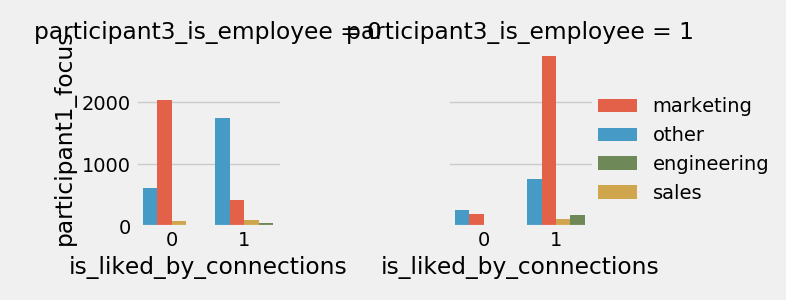 participant3_is_employee = 0
participant3_is_employee = 1
participant1_focus
2000
1000
0
0
1
0
1
is_liked_by_connections
is_liked_by_connections
marketing
other
engineering
sales